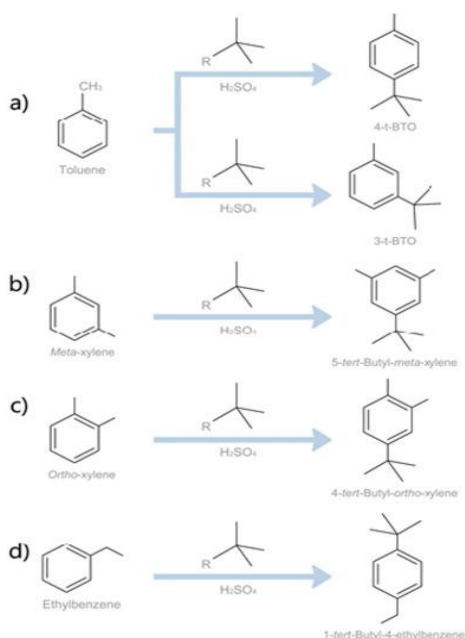 a)
CH₃
Toluene
R
H₂SO₄
4-t-BTO
R
H₂SO₄
3-t-BTO
b)
Meta-xylene
R
H₂SO₄
5-tert-Butyl-meta-xylene
c)
Ortho-xylene
R
H₂SO₄
4-tert-Butyl-ortho-xylene
d)
Ethylbenzene
R
H₂SO₄
1-tert-Butyl-4-ethylbenzene